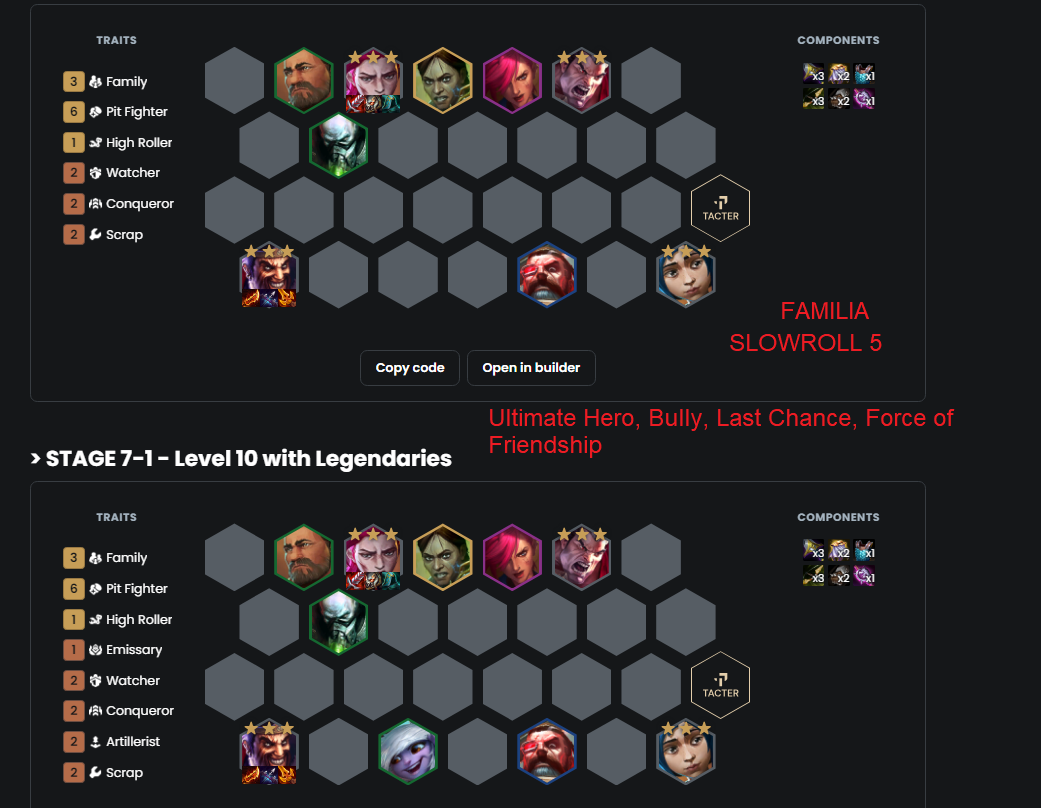 TRAITS
COMPONENTS
3 Family
6 Pit Fighter
1 High Roller
2 Watcher
2 Conqueror
2 Scrap
x3 x2 x1
x3 x2 x1
TACTER
FAMILIA
SLOWROLL 5
Copy code
Open in builder
Ultimate Hero, Bully, Last Chance, Force of
Friendship
> STAGE 7-1 - Level 10 with Legendaries
TRAITS
COMPONENTS
3 Family
6 Pit Fighter
1 High Roller
1 Emissary
2 Watcher
2 Conqueror
2 Artillerist
2 Scrap
x3 x2 x1
x3 x2 x1
TACTER